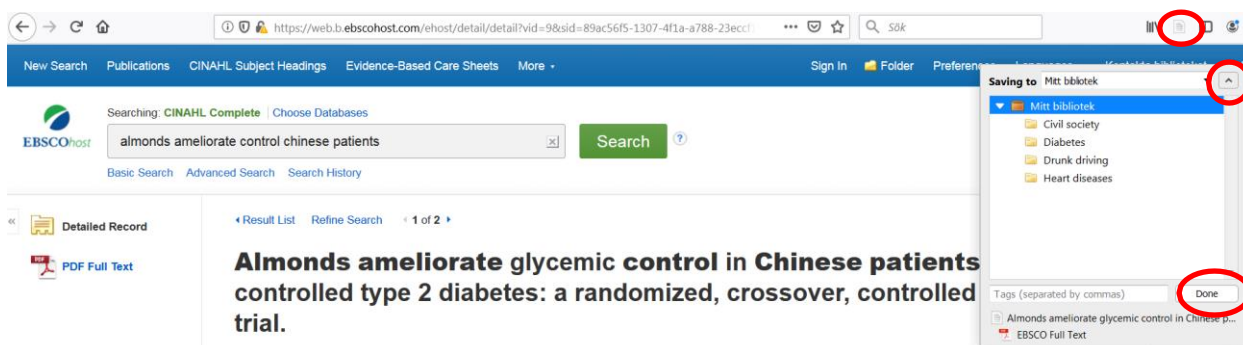 https://web.b.ebscohost.com/ehost/detail/detail?vid=9&sid=89ac56f5-1307-4f1a-a788-23eccf
Sök
New Search Publications CINAHL Subject Headings Evidence-Based Care Sheets More
Sign In Folder
Saving to Mitt bibliotek
Mitt bibliotek
Civil society
Diabetes
Drunk driving
Heart diseases
Tags (separated by commas) Done
Almonds ameliorate glycemic control in Chinese p...
EBSCO Full Text
EBSCOhost
Searching: CINAHL Complete Choose Databases
almonds ameliorate control chinese patients
Search
?
Basic Search Advanced Search Search History
Detailed Record
PDF Full Text
Result List Refine Search 1 of 2
Almonds ameliorate glycemic control in Chinese patients
controlled type 2 diabetes: a randomized, crossover, controlled
trial.